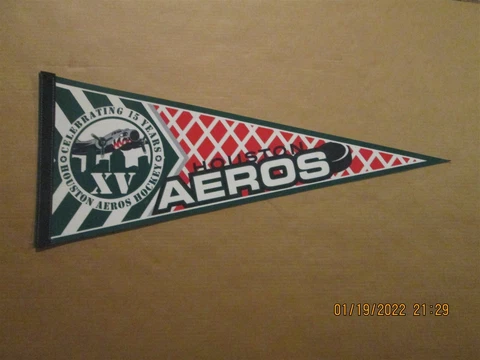 CELEBRATING 15 YEARS
XV
HOUSTON AEROS HOCKEY
HOUSTON
AEROS
01/19/2022 21:29